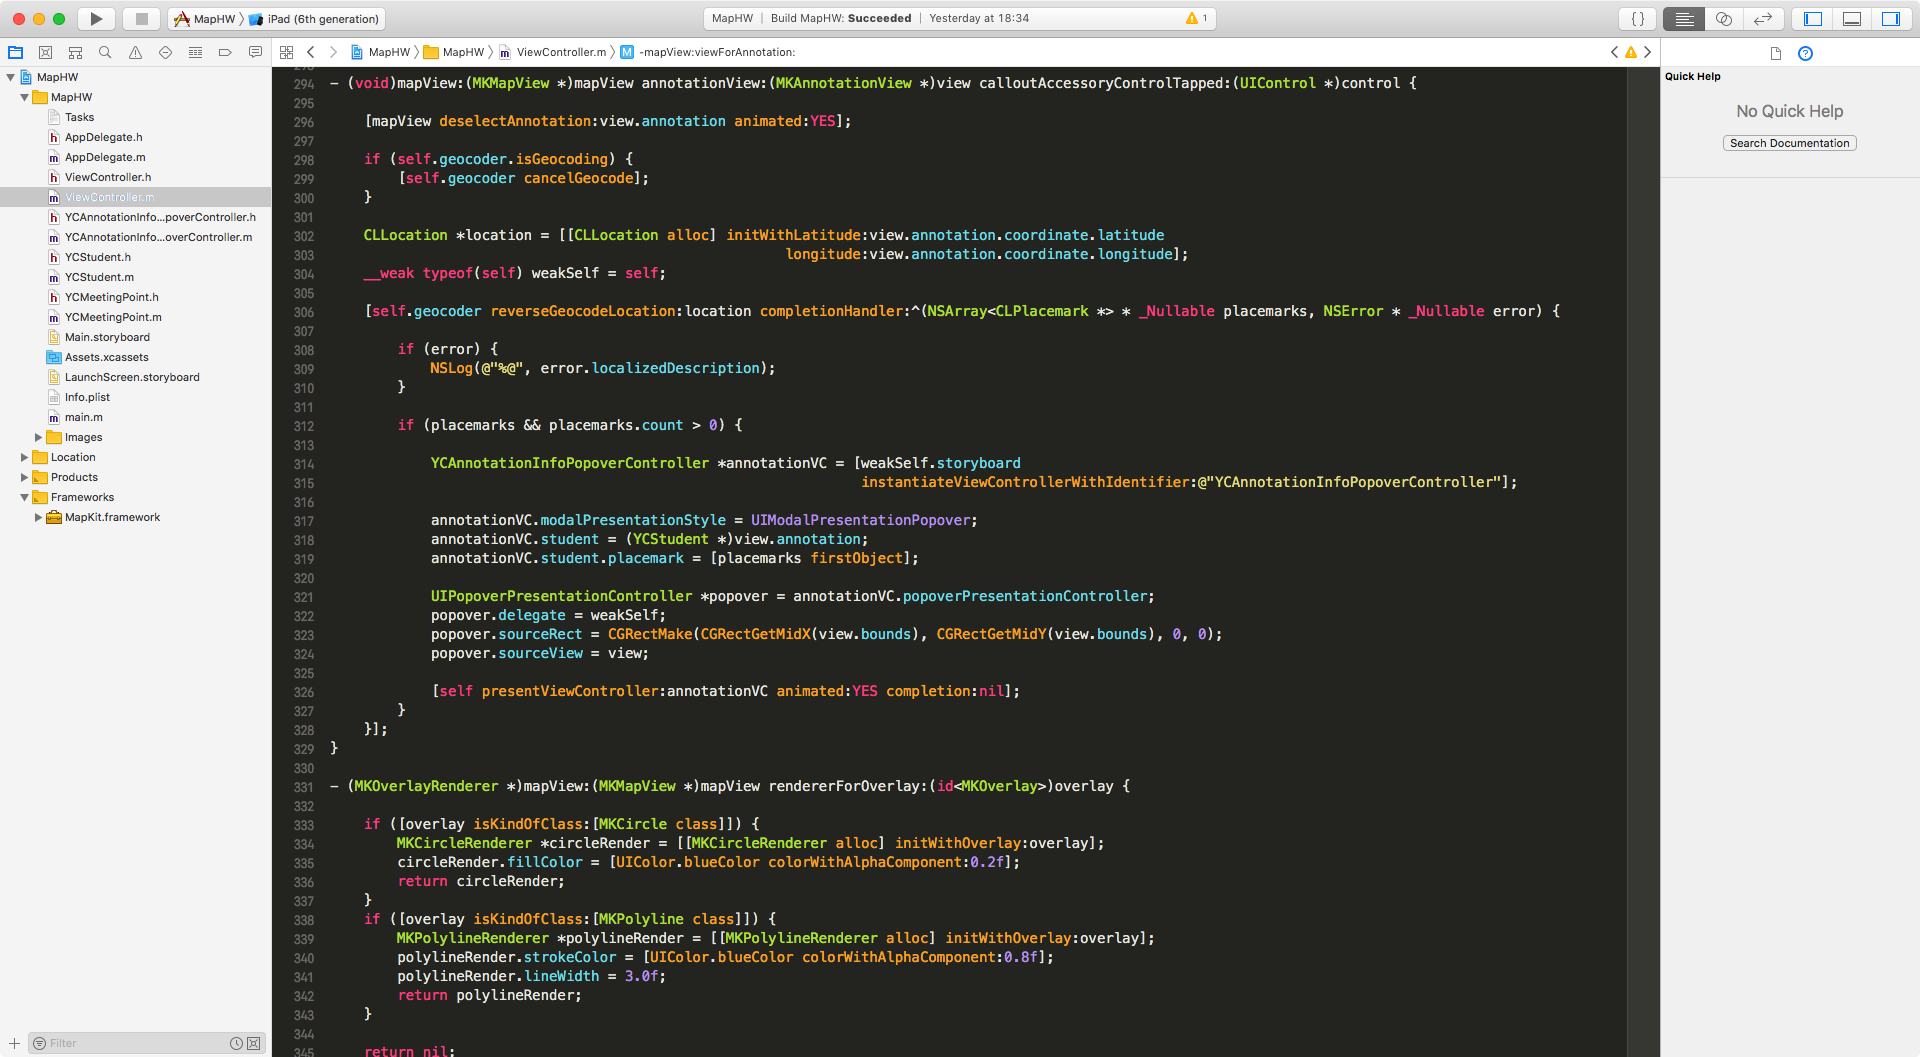 MapHW 〉 iPad (6th generation)
MapHW | Build MapHW: Succeeded | Yesterday at 18:34
1
{ }
MapHW 〉 MapHW 〉 ViewController.m 〉 M -mapView:viewForAnnotation:
MapHW
MapHW
Tasks
h AppDelegate.h
m AppDelegate.m
h ViewController.h
m ViewController.m
h YCAnnotationInfo...poverController.h
m YCAnnotationInfo...overController.m
h YCStudent.h
m YCStudent.m
h YCMeetingPoint.h
m YCMeetingPoint.m
Main.storyboard
Assets.xcassets
LaunchScreen.storyboard
Info.plist
m main.m
Images
Location
Products
Frameworks
MapKit.framework
Filter
293
294 - (void)mapView:(MKMapView *)mapView annotationView:(MKAnnotationView *)view calloutAccessoryControlTapped:(UIControl *)control {
295
296     [mapView deselectAnnotation:view.annotation animated:YES];
297
298     if (self.geocoder.isGeocoding) {
299         [self.geocoder cancelGeocode];
300     }
301
302     CLLocation *location = [[CLLocation alloc] initWithLatitude:view.annotation.coordinate.latitude
303                                                       longitude:view.annotation.coordinate.longitude];
304     __weak typeof(self) weakSelf = self;
305
306     [self.geocoder reverseGeocodeLocation:location completionHandler:^(NSArray<CLPlacemark *> * _Nullable placemarks, NSError * _Nullable error) {
307
308         if (error) {
309             NSLog(@"%@", error.localizedDescription);
310         }
311
312         if (placemarks && placemarks.count > 0) {
313
314             YCAnnotationInfoPopoverController *annotationVC = [weakSelf.storyboard
315                                                                instantiateViewControllerWithIdentifier:@"YCAnnotationInfoPopoverController"];
316
317             annotationVC.modalPresentationStyle = UIModalPresentationPopover;
318             annotationVC.student = (YCStudent *)view.annotation;
319             annotationVC.student.placemark = [placemarks firstObject];
320
321             UIPopoverPresentationController *popover = annotationVC.popoverPresentationController;
322             popover.delegate = weakSelf;
323             popover.sourceRect = CGRectMake(CGRectGetMidX(view.bounds), CGRectGetMidY(view.bounds), 0, 0);
324             popover.sourceView = view;
325
326             [self presentViewController:annotationVC animated:YES completion:nil];
327         }
328     }];
329 }
330
331 - (MKOverlayRenderer *)mapView:(MKMapView *)mapView rendererForOverlay:(id<MKOverlay>)overlay {
332
333     if ([overlay isKindOfClass:[MKCircle class]]) {
334         MKCircleRenderer *circleRender = [[MKCircleRenderer alloc] initWithOverlay:overlay];
335         circleRender.fillColor = [UIColor.blueColor colorWithAlphaComponent:0.2f];
336         return circleRender;
337     }
338     if ([overlay isKindOfClass:[MKPolyline class]]) {
339         MKPolylineRenderer *polylineRender = [[MKPolylineRenderer alloc] initWithOverlay:overlay];
340         polylineRender.strokeColor = [UIColor.blueColor colorWithAlphaComponent:0.8f];
341         polylineRender.lineWidth = 3.0f;
342         return polylineRender;
343     }
344
345     return nil;
Quick Help
No Quick Help
Search Documentation